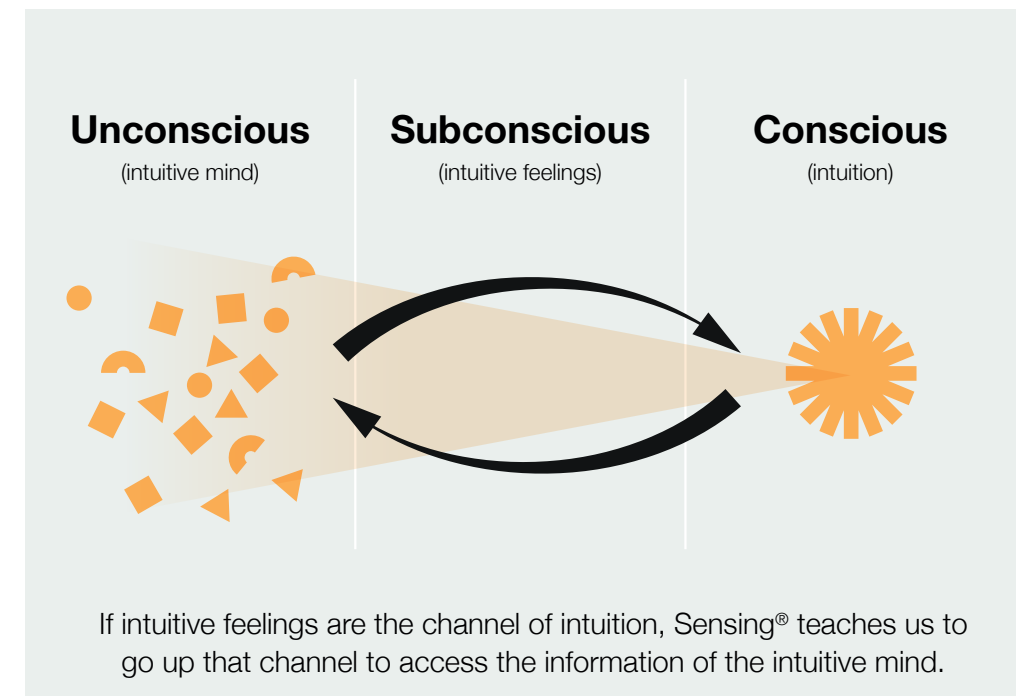 Unconscious
(intuitive mind)
Subconscious
(intuitive feelings)
Conscious
(intuition)
If intuitive feelings are the channel of intuition, Sensing® teaches us to
go up that channel to access the information of the intuitive mind.